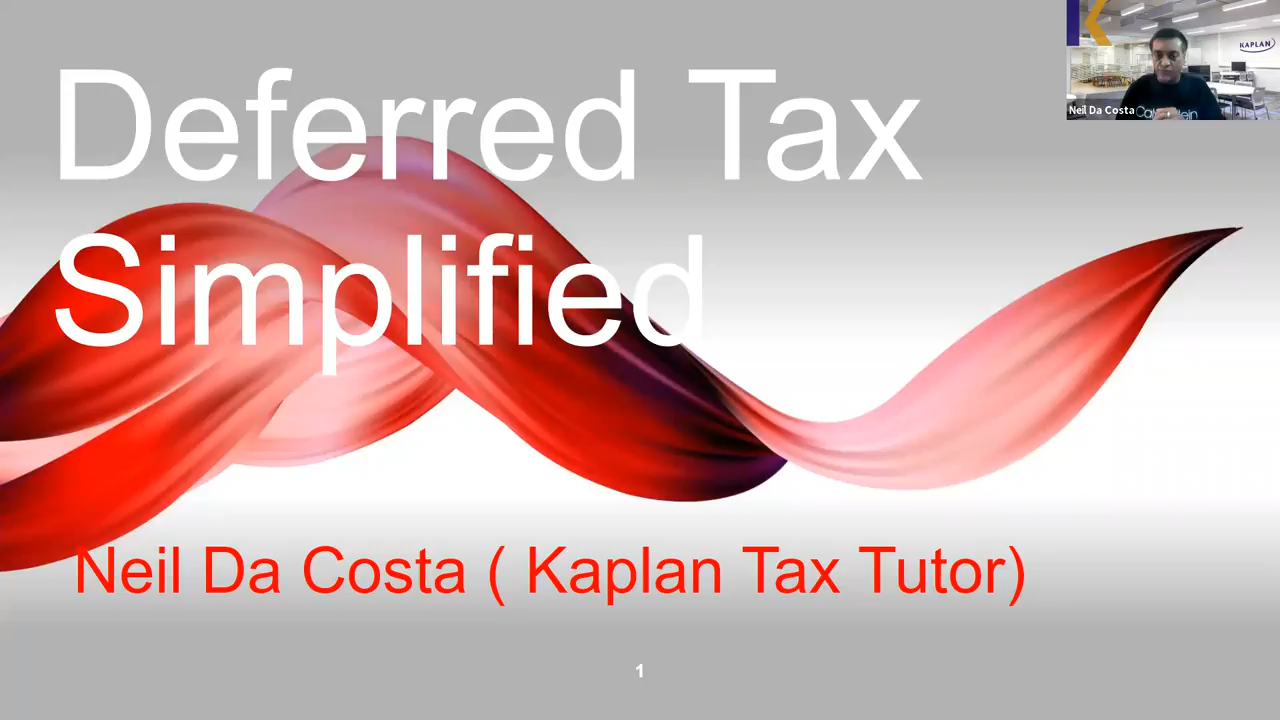 Deferred Tax
Simplified
Neil Da Costa ( Kaplan Tax Tutor)
1
KAPLAN
Neil Da Costa